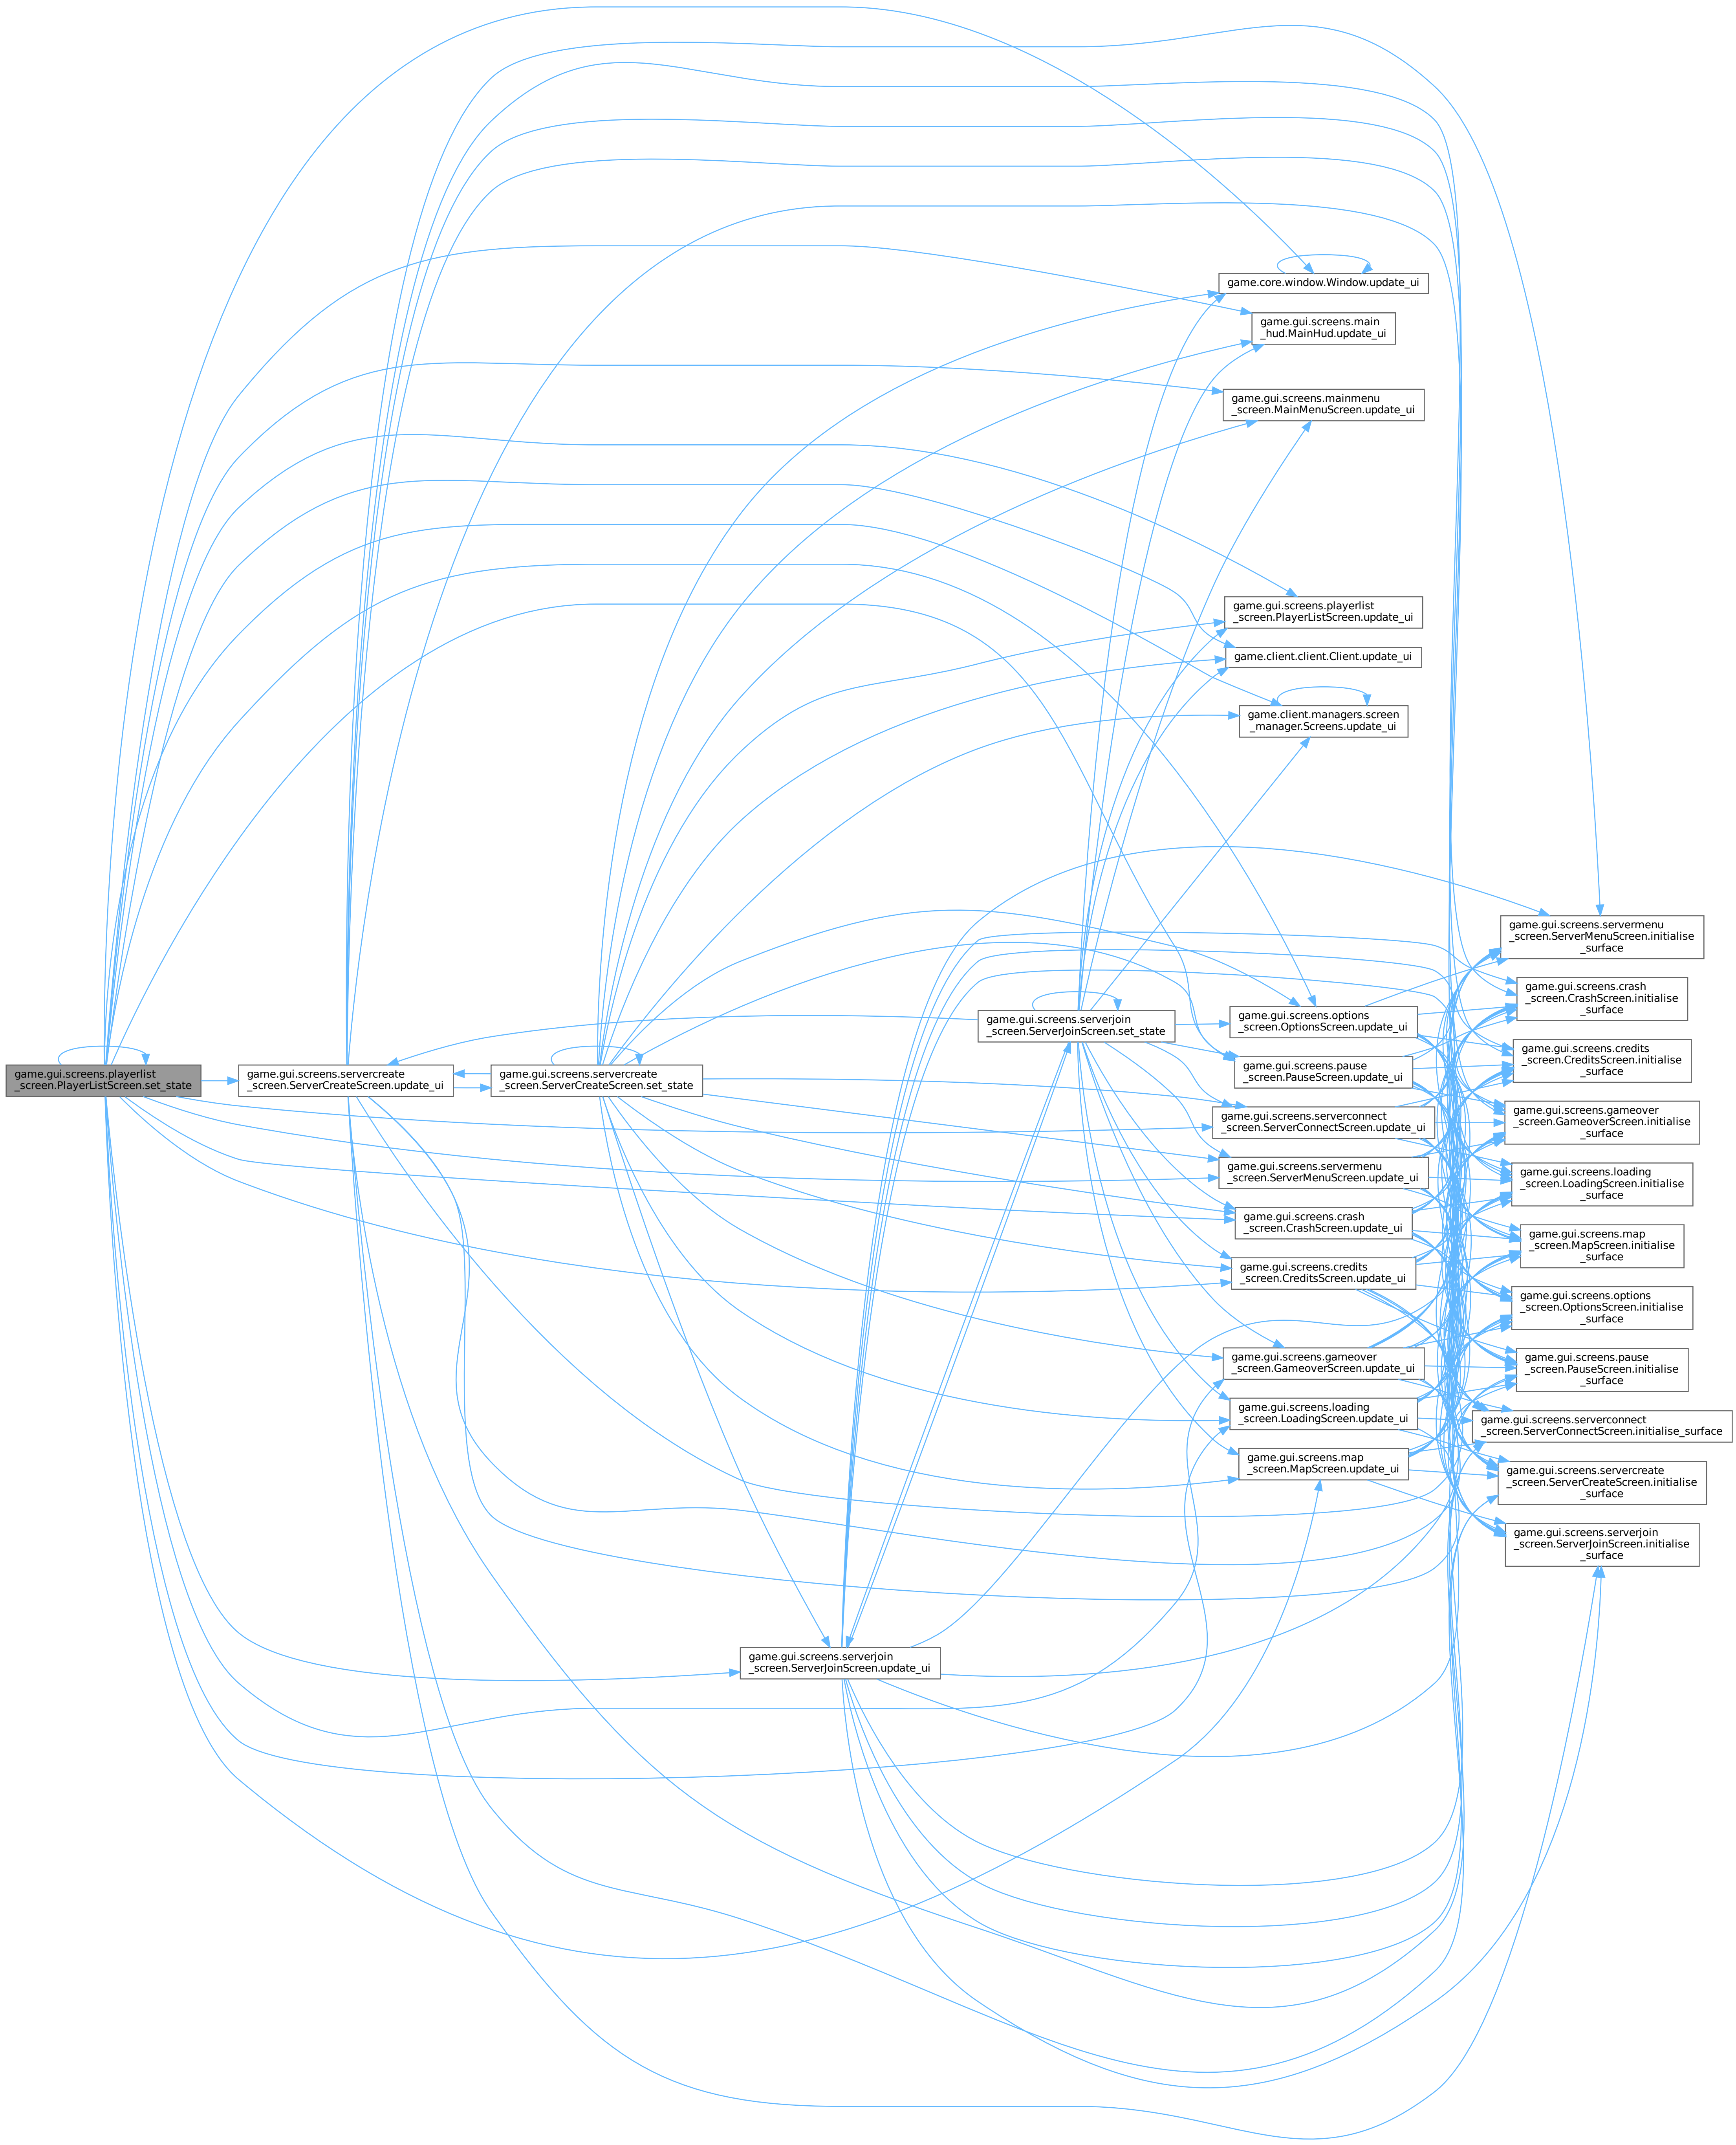 game.core.window.Window.update_ui
game.gui.screens.main
_hud.MainHud.update_ui
game.gui.screens.mainmenu
_screen.MainMenuScreen.update_ui
game.gui.screens.playerlist
_screen.PlayerListScreen.update_ui
game.client.client.Client.update_ui
game.client.managers.screen
_manager.Screens.update_ui
game.gui.screens.servermenu
_screen.ServerMenuScreen.initialise
_surface
game.gui.screens.crash
_screen.CrashScreen.initialise
_surface
game.gui.screens.serverjoin
_screen.ServerJoinScreen.set_state
game.gui.screens.options
_screen.OptionsScreen.update_ui
game.gui.screens.credits
_screen.CreditsScreen.initialise
_surface
game.gui.screens.playerlist
_screen.PlayerListScreen.set_state
game.gui.screens.servercreate
_screen.ServerCreateScreen.update_ui
game.gui.screens.servercreate
_screen.ServerCreateScreen.set_state
game.gui.screens.pause
_screen.PauseScreen.update_ui
game.gui.screens.gameover
_screen.GameoverScreen.initialise
_surface
game.gui.screens.serverconnect
_screen.ServerConnectScreen.update_ui
game.gui.screens.servermenu
_screen.ServerMenuScreen.update_ui
game.gui.screens.loading
_screen.LoadingScreen.initialise
_surface
game.gui.screens.crash
_screen.CrashScreen.update_ui
game.gui.screens.map
_screen.MapScreen.initialise
_surface
game.gui.screens.credits
_screen.CreditsScreen.update_ui
game.gui.screens.options
_screen.OptionsScreen.initialise
_surface
game.gui.screens.gameover
_screen.GameoverScreen.update_ui
game.gui.screens.pause
_screen.PauseScreen.initialise
_surface
game.gui.screens.loading
_screen.LoadingScreen.update_ui
game.gui.screens.serverconnect
_screen.ServerConnectScreen.initialise_surface
game.gui.screens.map
_screen.MapScreen.update_ui
game.gui.screens.servercreate
_screen.ServerCreateScreen.initialise
_surface
game.gui.screens.serverjoin
_screen.ServerJoinScreen.initialise
_surface
game.gui.screens.serverjoin
_screen.ServerJoinScreen.update_ui